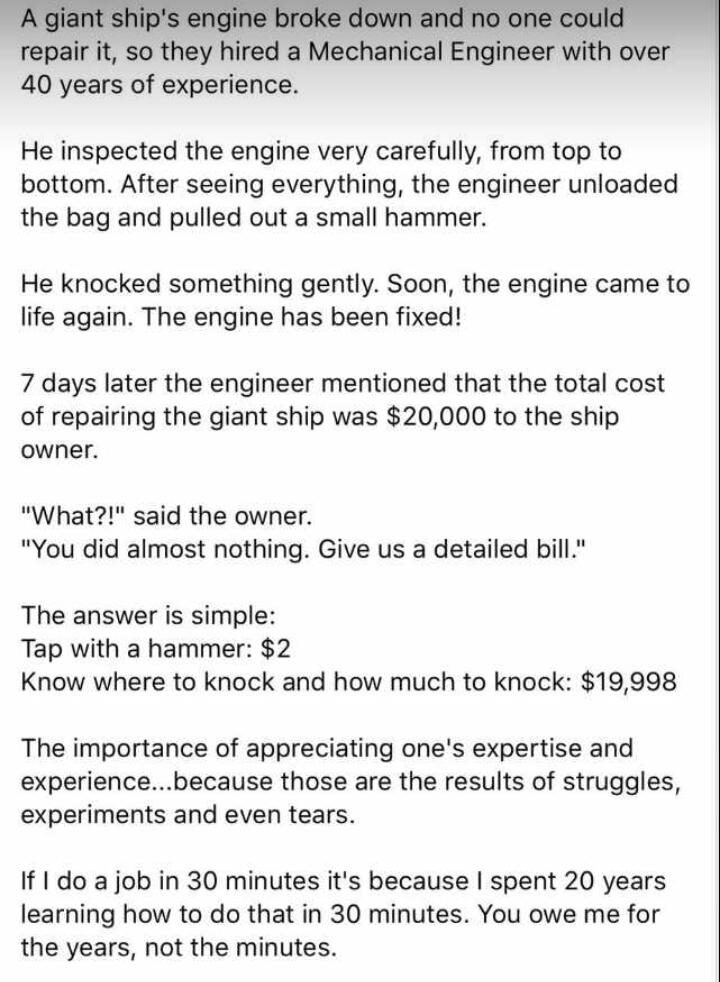 A giant ship's engine broke down and no one could
repair it, so they hired a Mechanical Engineer with over
40 years of experience.
He inspected the engine very carefully, from top to
bottom. After seeing everything, the engineer unloaded
the bag and pulled out a small hammer.
He knocked something gently. Soon, the engine came to
life again. The engine has been fixed!
7 days later the engineer mentioned that the total cost
of repairing the giant ship was $20,000 to the ship
owner.
"What?!" said the owner.
"You did almost nothing. Give us a detailed bill."
The answer is simple:
Tap with a hammer: $2
Know where to knock and how much to knock: $19,998
The importance of appreciating one's expertise and
experience...because those are the results of struggles,
experiments and even tears.
If I do a job in 30 minutes it's because I spent 20 years
learning how to do that in 30 minutes. You owe me for
the years, not the minutes.